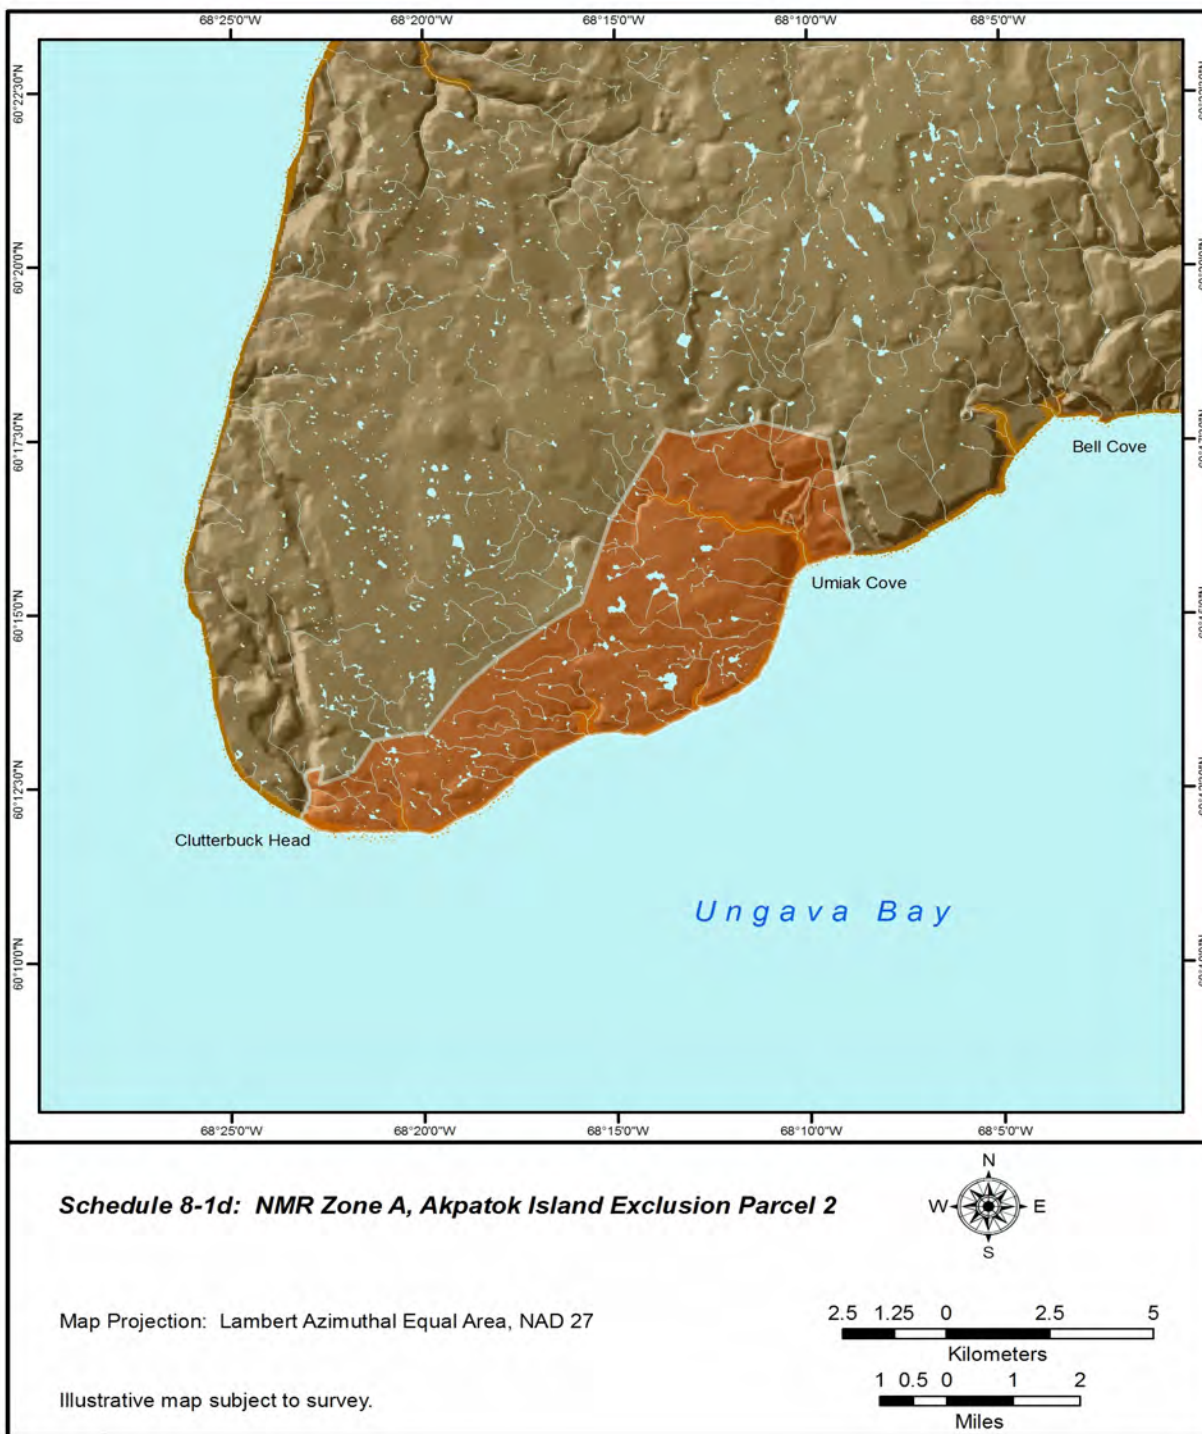 68°25'0"W 68°20'0"W 68°15'0"W 68°10'0"W 68°5'0"W
60°22'30"N
60°20'0"N
60°17'30"N
Bell Cove
Umiak Cove
60°15'0"N
60°12'30"N
Clutterbuck Head
Ungava Bay
60°10'0"N
68°25'0"W 68°20'0"W 68°15'0"W 68°10'0"W 68°5'0"W
N
Schedule 8-1d: NMR Zone A, Akpatok Island Exclusion Parcel 2
W E
S
Map Projection: Lambert Azimuthal Equal Area, NAD 27
2.5 1.25 0 2.5 5
Kilometers
Illustrative map subject to survey.
1 0.5 0 1 2
Miles